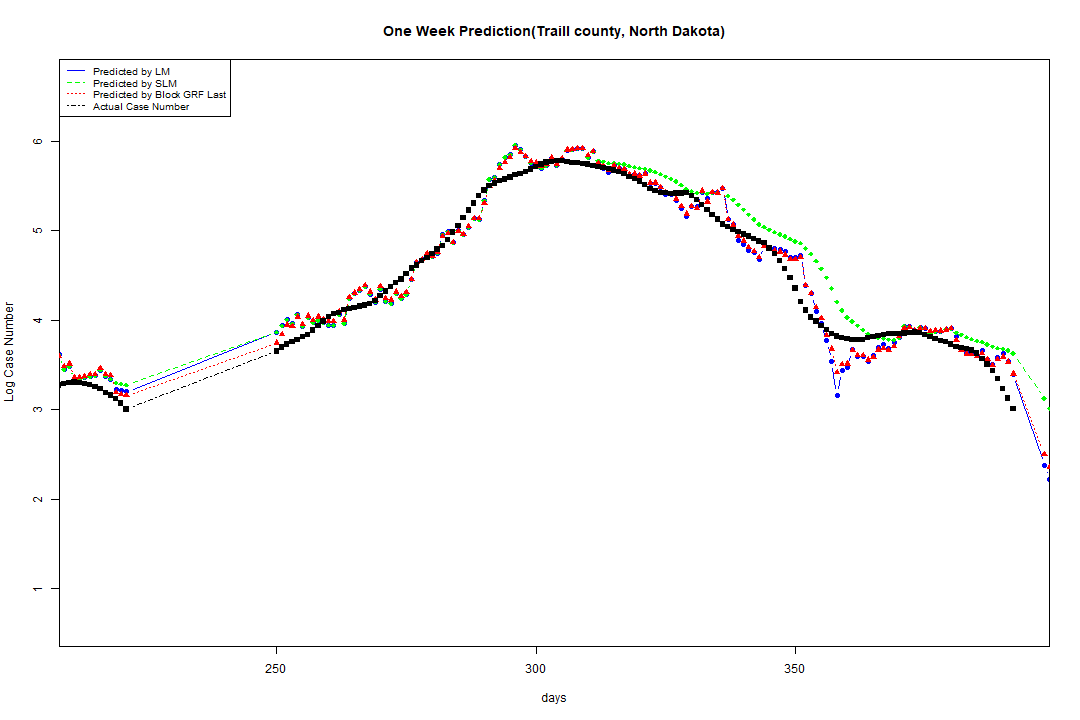 One Week Prediction(Traill county, North Dakota)
Predicted by LM
Predicted by SLM
Predicted by Block GRF Last
Actual Case Number
Log Case Number
6
5
4
3
2
1
250 300 350
days